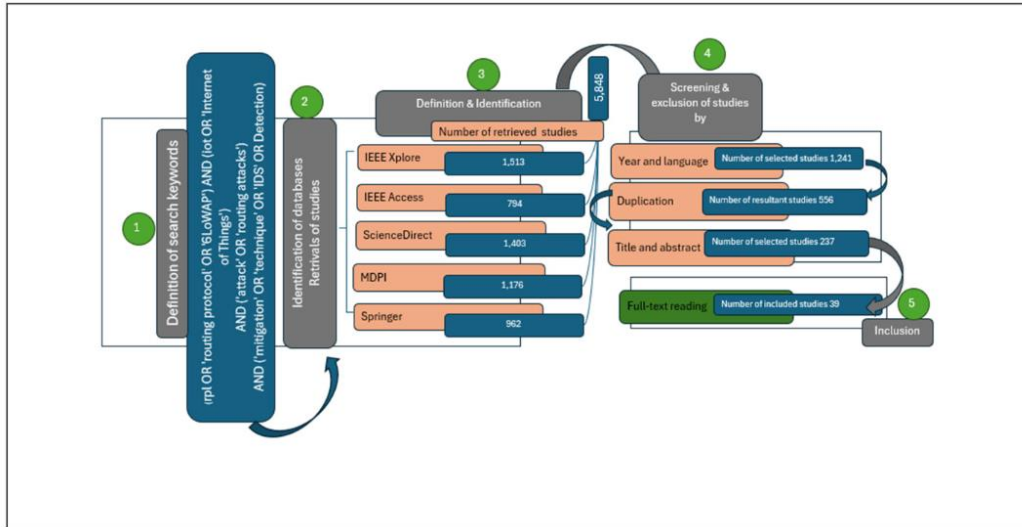 1
Definition of search keywords
(rpl OR 'routing protocol' OR '6LoWAP') AND (iot OR 'Internet
of Things')
AND ('attack' OR 'routing attacks')
AND ('mitigation' OR 'technique' OR 'IDS' OR Detection)
2
Identification of databases
Retrivals of studies
3
Definition & Identification
5,848
Number of retrieved studies
IEEE Xplore
1,513
IEEE Access
794
ScienceDirect
1,403
MDPI
1,176
Springer
962
4
Screening &
exclusion of studies
by
Year and language
Number of selected studies 1,241
Duplication
Number of resultant studies 556
Title and abstract
Number of selected studies 237
Full-text reading
Number of included studies 39
5
Inclusion